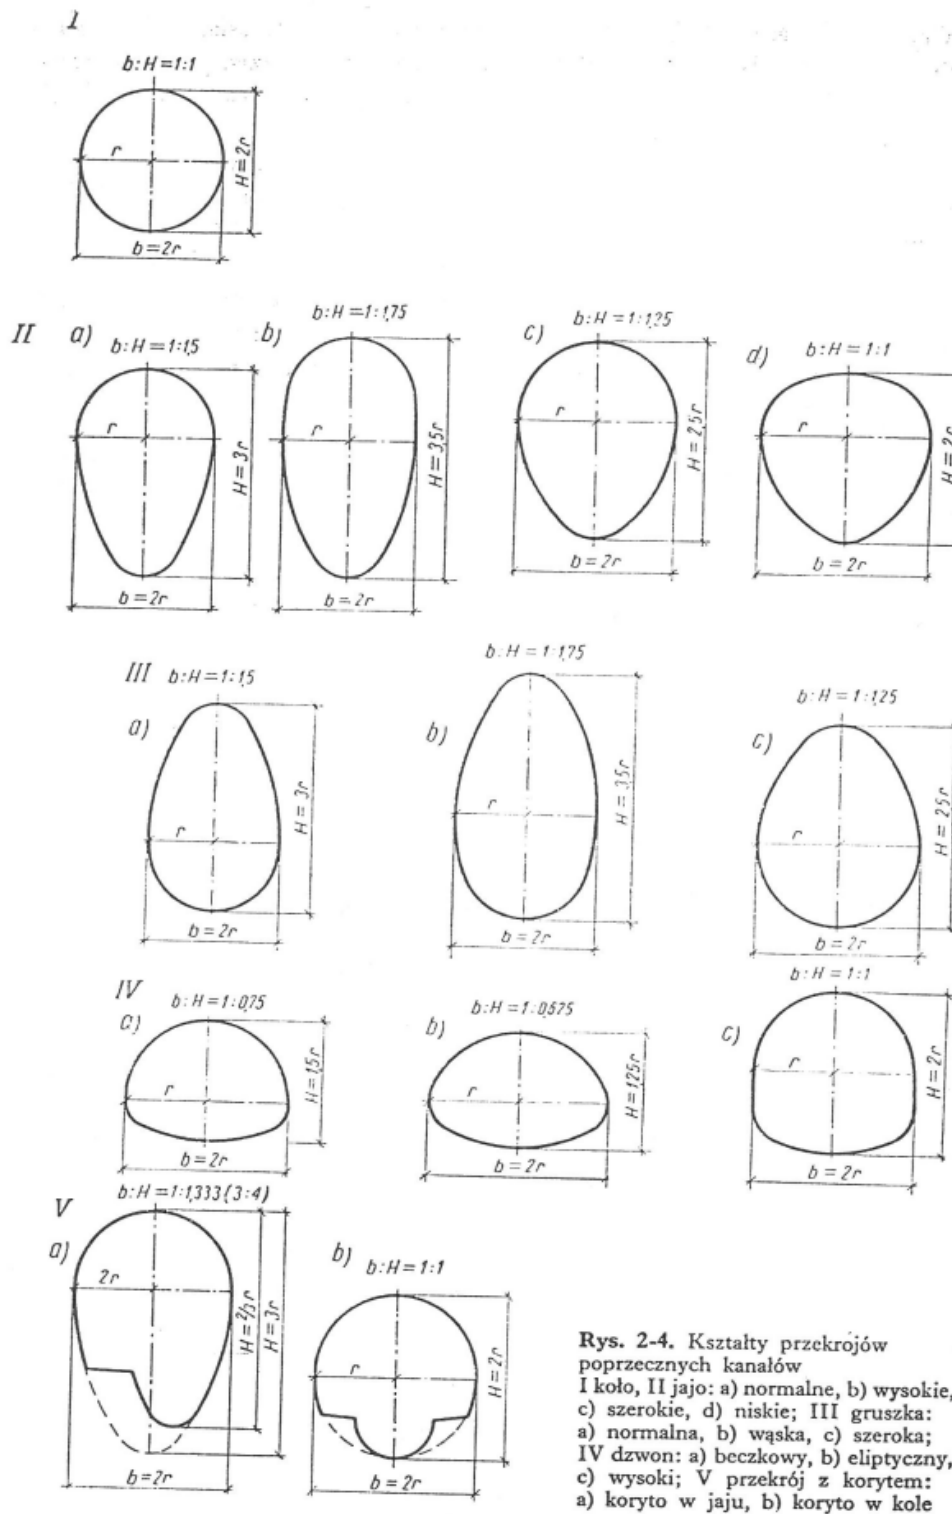 I
b:H=1:1
r
H=2r
b=2r
II
a)
b:H=1:1,5
r
H=3r
b=2r
b)
b:H=1:1,75
r
H=3,5r
b=2r
c)
b:H=1:1,25
r
H=2,5r
b=2r
d)
b:H=1:1
r
H=2r
b=2r
III
a)
b:H=1:1,5
r
H=3r
b=2r
b)
b:H=1:1,75
r
H=3,5r
b=2r
c)
b:H=1:1,25
r
H=2,5r
b=2r
IV
a)
b:H=1:0,75
r
H=1,5r
b=2r
b)
b:H=1:0,575
r
H=1,25r
b=2r
c)
b:H=1:1
r
H=2r
b=2r
V
a)
b:H=1:1,333(3:4)
2r
H=2/3r
H=3r
b=2r
b)
b:H=1:1
r
H=2r
b=2r
Rys. 2-4. Kształty przekrojów
poprzecznych kanałów
I koło, II jajo: a) normalne, b) wysokie,
c) szerokie, d) niskie; III gruszka:
a) normalna, b) wąska, c) szeroka;
IV dzwon: a) beczkowy, b) eliptyczny,
c) wysoki; V przekrój z korytem:
a) koryto w jaju, b) koryto w kole